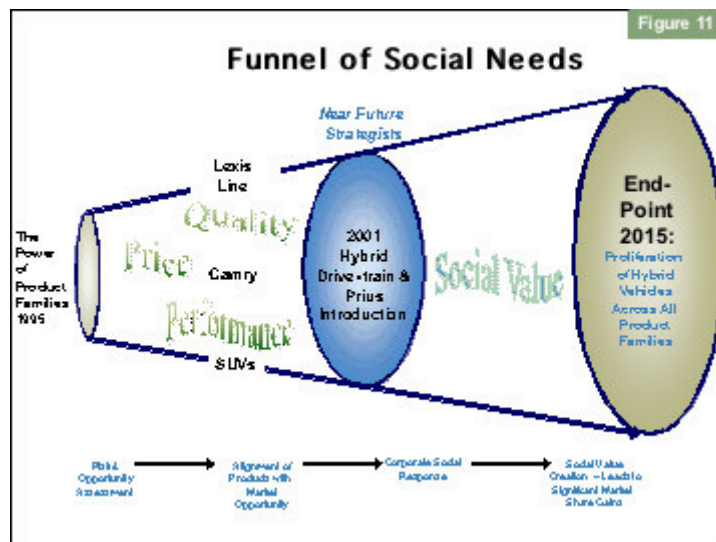 Figure 11
Funnel of Social Needs
Near Future
Strategists
Lexis
Line
Quality
Price
Camry
Performance
SUVs
The
Power
of
Product
Families
1995
2001
Hybrid
Drive-train &
Prius
Introduction
Social Value
End-
Point
2015:
Proliferation
of Hybrid
Vehicles
Across All
Product
Families
Opportunity
Assessment
Alignment of
Products with
Market
Opportunity
Corporate Social
Response
Social Value
Creation – Leads to
Significant Market
Share Gains